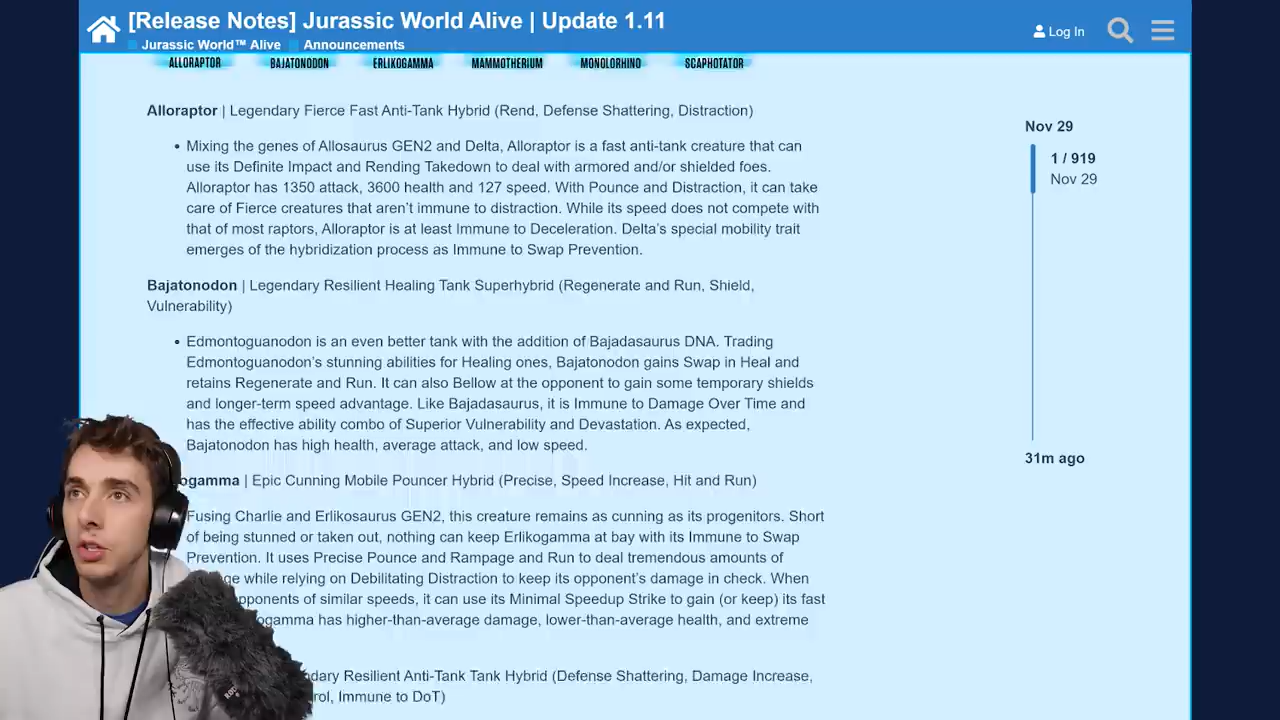 [Release Notes] Jurassic World Alive | Update 1.11
Jurassic World™ Alive Announcements
Log In
ALLORAPTOR BAJATONODON ERLIKOGAMMA MAMMOTHERIUM MONOLORHINO SCAPHOTATOR
Alloraptor | Legendary Fierce Fast Anti-Tank Hybrid (Rend, Defense Shattering, Distraction)
• Mixing the genes of Allosaurus GEN2 and Delta, Alloraptor is a fast anti-tank creature that can
use its Definite Impact and Rending Takedown to deal with armored and/or shielded foes.
Alloraptor has 1350 attack, 3600 health and 127 speed. With Pounce and Distraction, it can take
care of Fierce creatures that aren't immune to distraction. While its speed does not compete with
that of most raptors, Alloraptor is at least Immune to Deceleration. Delta's special mobility trait
emerges of the hybridization process as Immune to Swap Prevention.
Bajatonodon | Legendary Resilient Healing Tank Superhybrid (Regenerate and Run, Shield,
Vulnerability)
• Edmontoguanodon is an even better tank with the addition of Bajadasaurus DNA. Trading
Edmontoguanodon's stunning abilities for Healing ones, Bajatonodon gains Swap in Heal and
retains Regenerate and Run. It can also Bellow at the opponent to gain some temporary shields
and longer-term speed advantage. Like Bajadasaurus, it is Immune to Damage Over Time and
has the effective ability combo of Superior Vulnerability and Devastation. As expected,
Bajatonodon has high health, average attack, and low speed.
ogamma | Epic Cunning Mobile Pouncer Hybrid (Precise, Speed Increase, Hit and Run)
Fusing Charlie and Erlikosaurus GEN2, this creature remains as cunning as its progenitors. Short
of being stunned or taken out, nothing can keep Erlikogamma at bay with its Immune to Swap
Prevention. It uses Precise Pounce and Rampage and Run to deal tremendous amounts of
ge while relying on Debilitating Distraction to keep its opponent's damage in check. When
pponents of similar speeds, it can use its Minimal Speedup Strike to gain (or keep) its fast
ogamma has higher-than-average damage, lower-than-average health, and extreme
dary Resilient Anti-Tank Tank Hybrid (Defense Shattering, Damage Increase,
rol, Immune to DoT)
Nov 29
1 / 919
Nov 29
31m ago